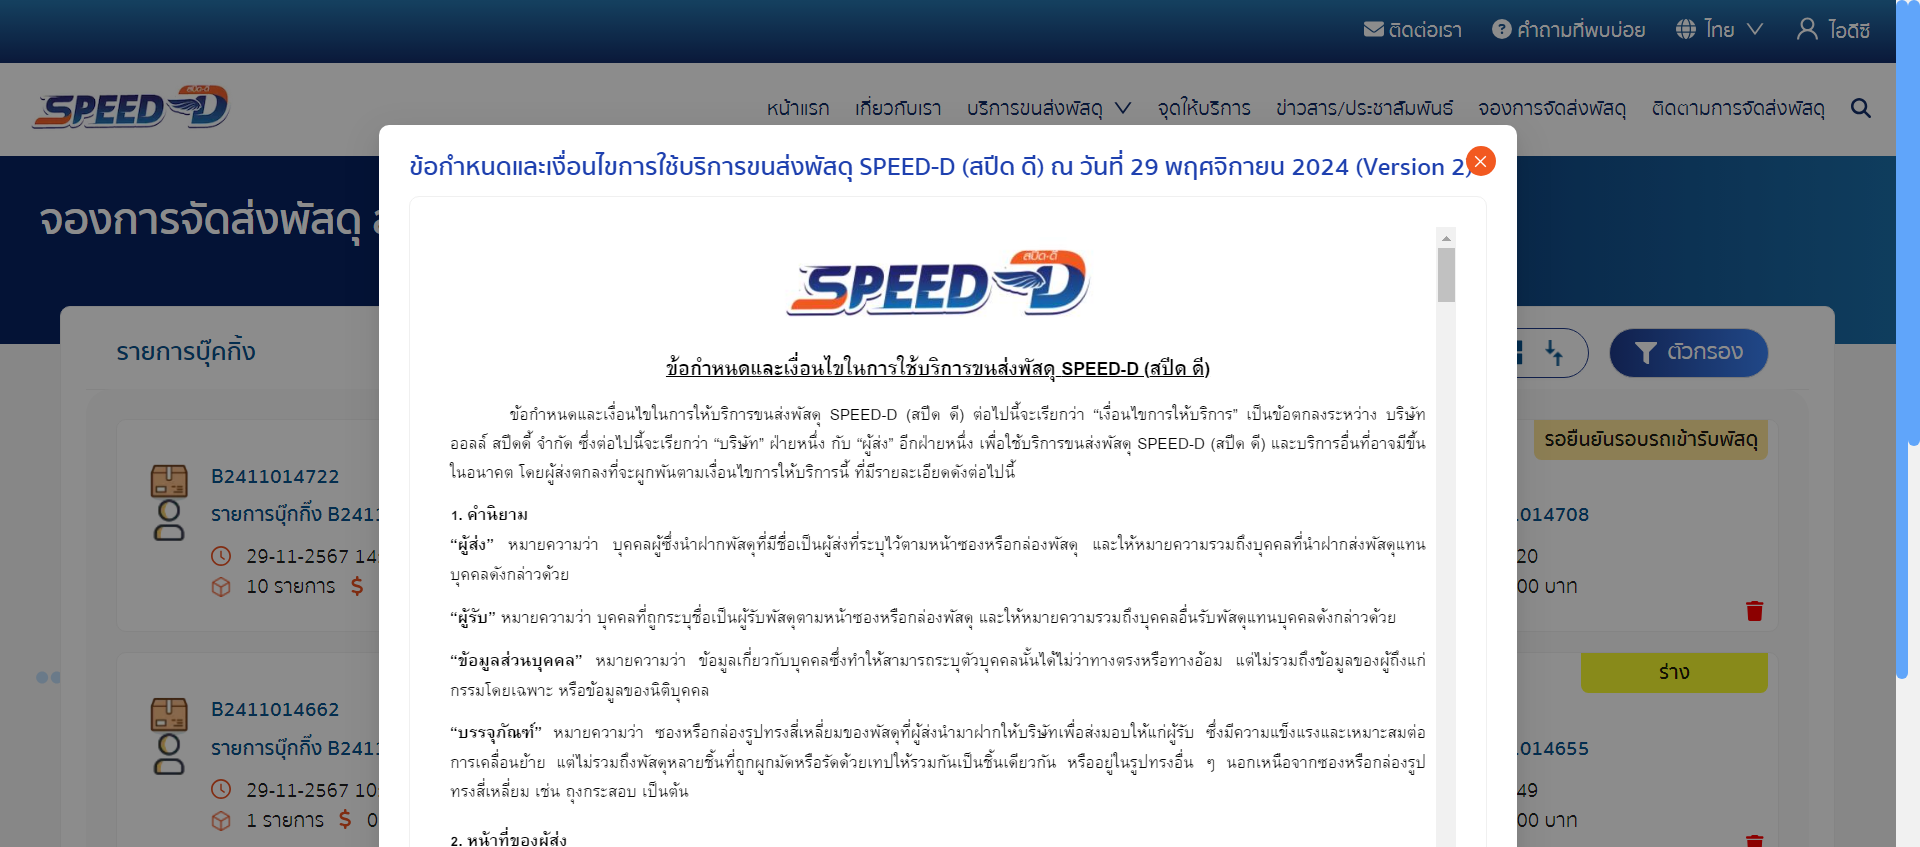 ติดต่อเรา คำถามที่พบบ่อย ไทย ไอดีซี
สปีด-ดี
SPEED-D
หน้าแรก เกี่ยวกับเรา บริการขนส่งพัสดุ จุดให้บริการ ข่าวสาร/ประชาสัมพันธ์ จองการจัดส่งพัสดุ ติดตามการจัดส่งพัสดุ
จองการจัดส่งพัสดุ
รายการบุ๊คกิ้ง
ตัวกรอง
B2411014722
รายการบุ๊กกิ้ง B2411
29-11-2567 14
10 รายการ
B2411014662
รายการบุ๊กกิ้ง B2411
29-11-2567 10
1 รายการ 0
ข้อกำหนดและเงื่อนไขการใช้บริการขนส่งพัสดุ SPEED-D (สปีด ดี) ณ วันที่ 29 พฤศจิกายน 2024 (Version 2)
สปีด-ดี
SPEED-D
ข้อกำหนดและเงื่อนไขในการใช้บริการขนส่งพัสดุ SPEED-D (สปีด ดี)
ข้อกำหนดและเงื่อนไขในการให้บริการขนส่งพัสดุ SPEED-D (สปีด ดี) ต่อไปนี้จะเรียกว่า “เงื่อนไขการให้บริการ” เป็นข้อตกลงระหว่าง บริษัท
ออลล์ สปีดดี้ จำกัด ซึ่งต่อไปนี้จะเรียกว่า “บริษัท” ฝ่ายหนึ่ง กับ “ผู้ส่ง” อีกฝ่ายหนึ่ง เพื่อใช้บริการขนส่งพัสดุ SPEED-D (สปีด ดี) และบริการอื่นที่อาจมีขึ้น
ในอนาคต โดยผู้ส่งตกลงที่จะผูกพันตามเงื่อนไขการให้บริการนี้ ที่มีรายละเอียดดังต่อไปนี้
1. คำนิยาม
“ผู้ส่ง” หมายความว่า บุคคลผู้ซึ่งนำฝากพัสดุที่มีชื่อเป็นผู้ส่งที่ระบุไว้ตามหน้าซองหรือกล่องพัสดุ และให้หมายความรวมถึงบุคคลที่นำฝากส่งพัสดุแทน
บุคคลดังกล่าวด้วย
“ผู้รับ” หมายความว่า บุคคลที่ถูกระบุชื่อเป็นผู้รับพัสดุตามหน้าซองหรือกล่องพัสดุ และให้หมายความรวมถึงบุคคลอื่นรับพัสดุแทนบุคคลดังกล่าวด้วย
“ข้อมูลส่วนบุคคล” หมายความว่า ข้อมูลเกี่ยวกับบุคคลซึ่งทำให้สามารถระบุตัวบุคคลนั้นได้ไม่ว่าทางตรงหรือทางอ้อม แต่ไม่รวมถึงข้อมูลของผู้ถึงแก่
กรรมโดยเฉพาะ หรือข้อมูลของนิติบุคคล
“บรรจุภัณฑ์” หมายความว่า ซองหรือกล่องรูปทรงสี่เหลี่ยมของพัสดุที่ผู้ส่งนำมาฝากให้บริษัทเพื่อส่งมอบให้แก่ผู้รับ ซึ่งมีความแข็งแรงและเหมาะสมต่อ
การเคลื่อนย้าย แต่ไม่รวมถึงพัสดุหลายชิ้นที่ถูกผูกมัดหรือรัดด้วยเทปให้รวมกันเป็นชิ้นเดียวกัน หรืออยู่ในรูปทรงอื่น ๆ นอกเหนือจากซองหรือกล่องรูป
ทรงสี่เหลี่ยม เช่น ถุงกระสอบ เป็นต้น
2. หน้าที่ของผู้ส่ง
รอยืนยันรอบรถเข้ารับพัสดุ
014708
20
00 บาท
ร่าง
014655
49
00 บาท